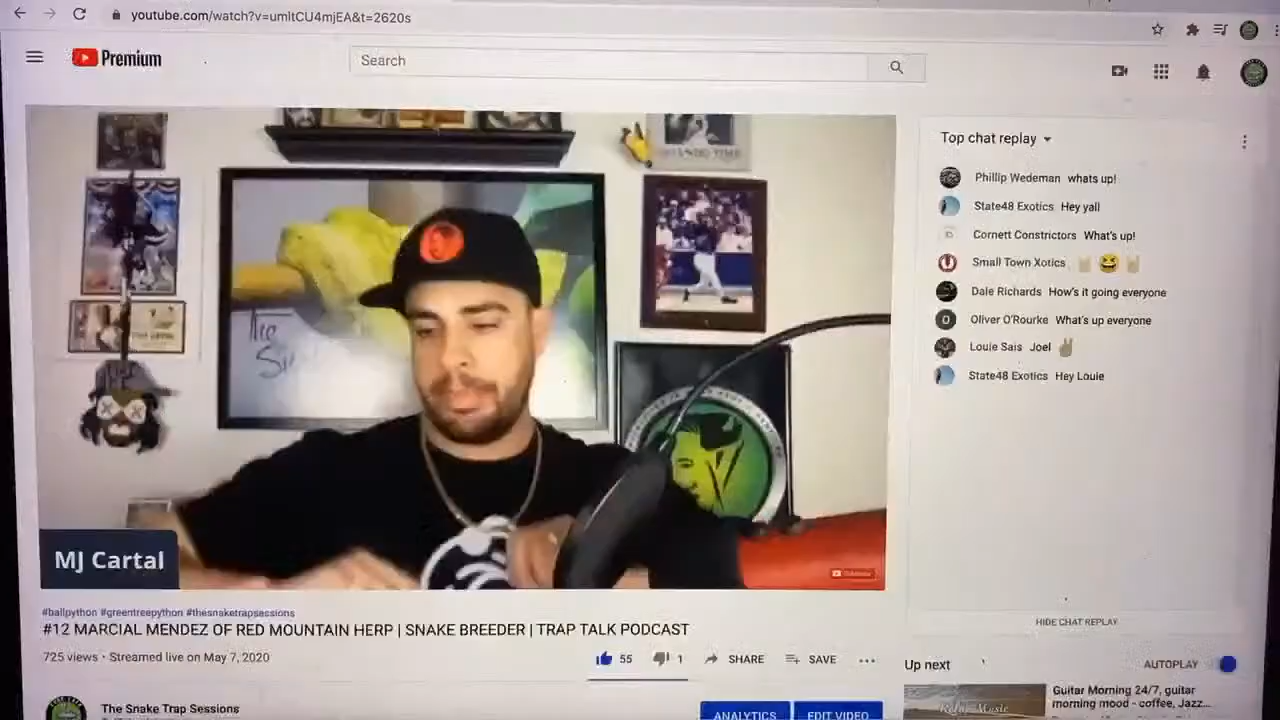 youtube.com/watch?v=umltCU4mjEA&t=2620s
Premium
Search
The
MJ Cartal
#ballpython #greentreepython #thesnaketrapsessions
#12 MARCIAL MENDEZ OF RED MOUNTAIN HERP | SNAKE BREEDER | TRAP TALK PODCAST
725 views • Streamed live on May 7, 2020
55
1
SHARE
SAVE
The Snake Trap Sessions
ANALYTICS
EDIT VIDEO
Top chat replay
Phillip Wedeman whats up!
State48 Exotics Hey yall
Cornett Constrictors What's up!
Small Town Xotics
Dale Richards How's it going everyone
Oliver O'Rourke What's up everyone
Louie Sais Joel
State48 Exotics Hey Louie
HIDE CHAT REPLAY
Up next
AUTOPLAY
Relax Music
Guitar Morning 24/7, guitar
morning mood - coffee, Jazz...